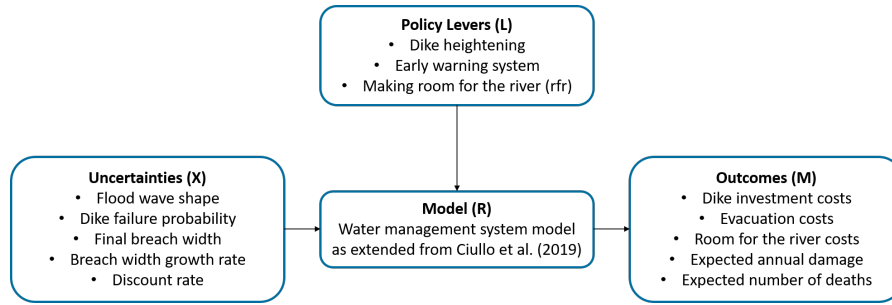 Policy Levers (L)
• Dike heightening
• Early warning system
• Making room for the river (rfr)
Uncertainties (X)
• Flood wave shape
• Dike failure probability
• Final breach width
• Breach width growth rate
• Discount rate
Model (R)
Water management system model
as extended from Ciullo et al. (2019)
Outcomes (M)
• Dike investment costs
• Evacuation costs
• Room for the river costs
• Expected annual damage
• Expected number of deaths